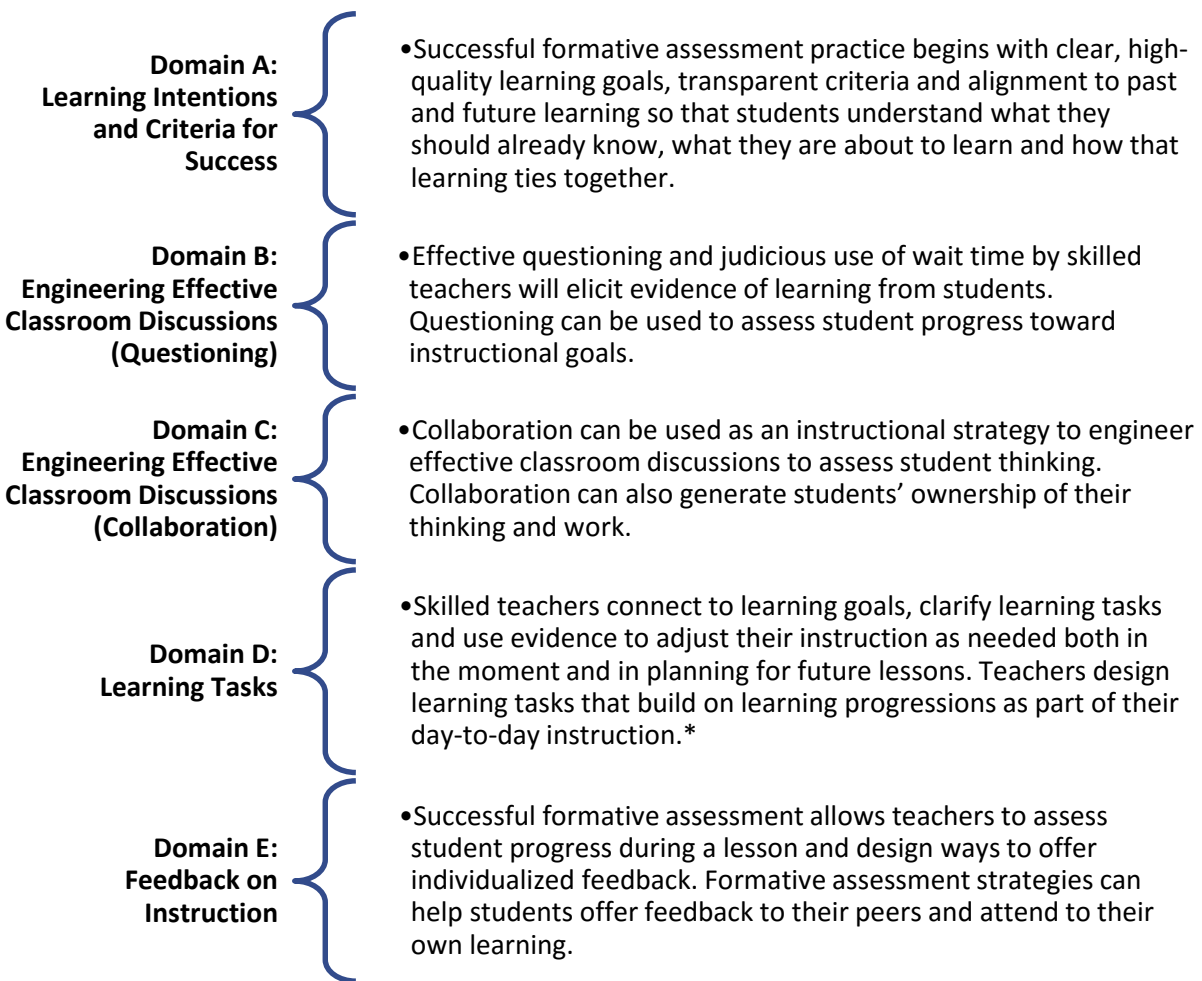 Domain A:
Learning Intentions
and Criteria for
Success
•Successful formative assessment practice begins with clear, high-
quality learning goals, transparent criteria and alignment to past
and future learning so that students understand what they
should already know, what they are about to learn and how that
learning ties together.
Domain B:
Engineering Effective
Classroom Discussions
(Questioning)
•Effective questioning and judicious use of wait time by skilled
teachers will elicit evidence of learning from students.
Questioning can be used to assess student progress toward
instructional goals.
Domain C:
Engineering Effective
Classroom Discussions
(Collaboration)
•Collaboration can be used as an instructional strategy to engineer
effective classroom discussions to assess student thinking.
Collaboration can also generate students’ ownership of their
thinking and work.
Domain D:
Learning Tasks
•Skilled teachers connect to learning goals, clarify learning tasks
and use evidence to adjust their instruction as needed both in
the moment and in planning for future lessons. Teachers design
learning tasks that build on learning progressions as part of their
day-to-day instruction.*
Domain E:
Feedback on
Instruction
•Successful formative assessment allows teachers to assess
student progress during a lesson and design ways to offer
individualized feedback. Formative assessment strategies can
help students offer feedback to their peers and attend to their
own learning.